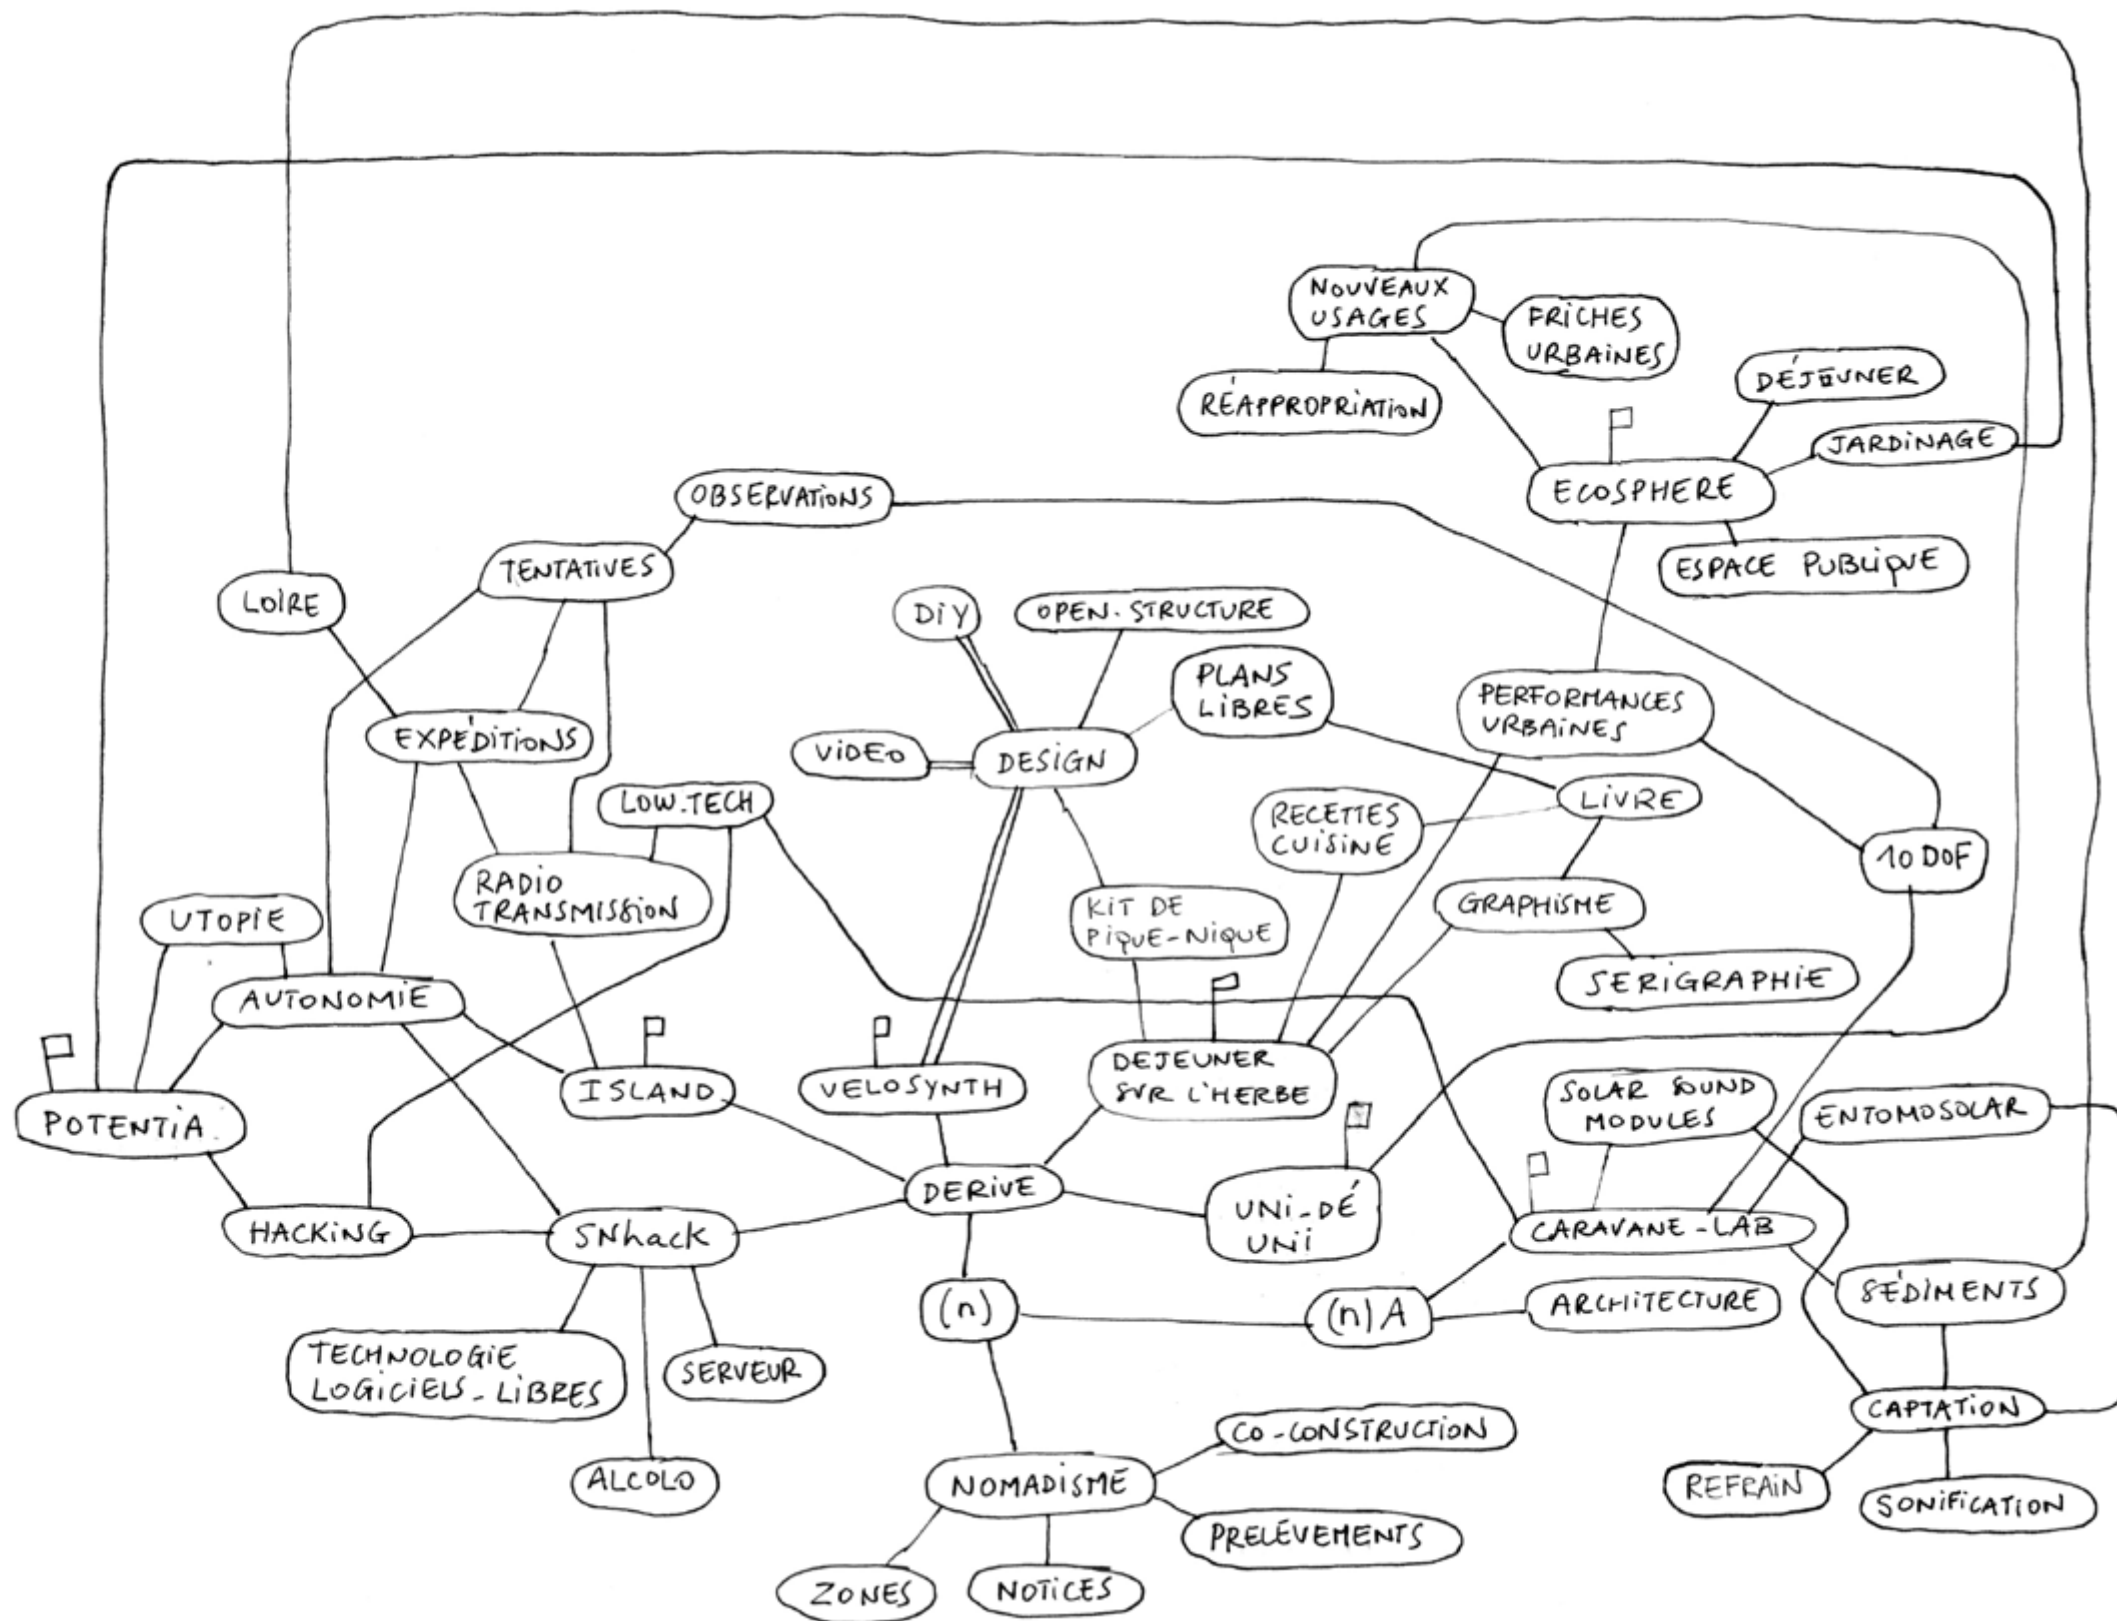 NOUVEAUX
USAGES
FRICHES
URBAINES
DÉJEUNER
RÉAPPROPRIATION
JARDINAGE
OBSERVATIONS
ECOSPHERE
TENTATIVES
ESPACE PUBLIQUE
LOIRE
DIY
OPEN-STRUCTURE
PLANS
LIBRES
PERFORMANCES
URBAINES
EXPÉDITIONS
VIDEO
DESIGN
LOW-TECH
LIVRE
RECETTES
CUISINE
10 DOF
RADIO
TRANSMISSION
UTOPIE
KIT DE
PIQUE-NIQUE
GRAPHISME
SERIGRAPHIE
AUTONOMIE
ISLAND
VELOSYNTH
DEJEUNER
SUR L'HERBE
SOLAR SOUND
MODULES
ENTOMOSOLAR
POTENTIA
DERIVE
UNI-DÉ
UNI
CARAVANE-LAB
HACKING
SNhack
(n)
(n)A
ARCHITECTURE
SÉDIMENTS
TECHNOLOGIE
LOGICIELS-LIBRES
SERVEUR
CAPTATION
CO-CONSTRUCTION
ALCOLO
NOMADISME
REFRAIN
SONIFICATION
PRELÉVEMENTS
ZONES
NOTICES